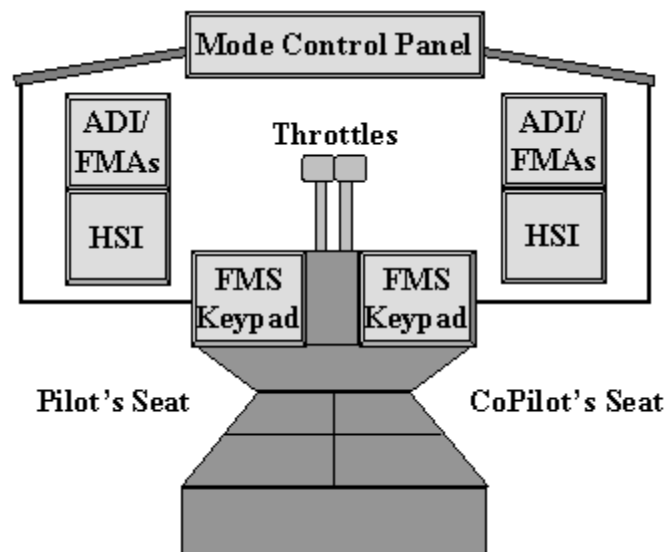 Mode Control Panel
ADI/
FMAs
Throttles
ADI/
FMAs
HSI
HSI
FMS
Keypad
FMS
Keypad
Pilot's Seat
CoPilot's Seat